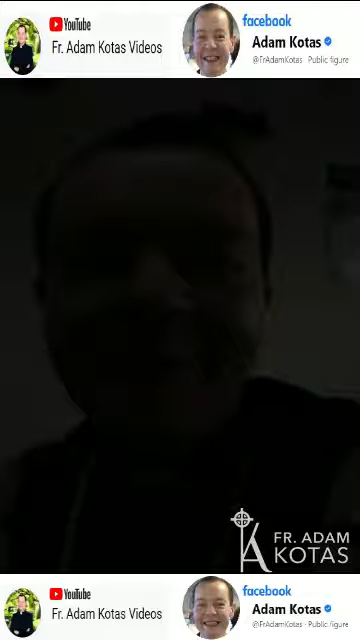 YouTube
Fr. Adam Kotas Videos
facebook
Adam Kotas
@FrAdamKotas · Public figure
FR. ADAM
KOTAS
YouTube
Fr. Adam Kotas Videos
facebook
Adam Kotas
@FrAdamKotas · Public figure